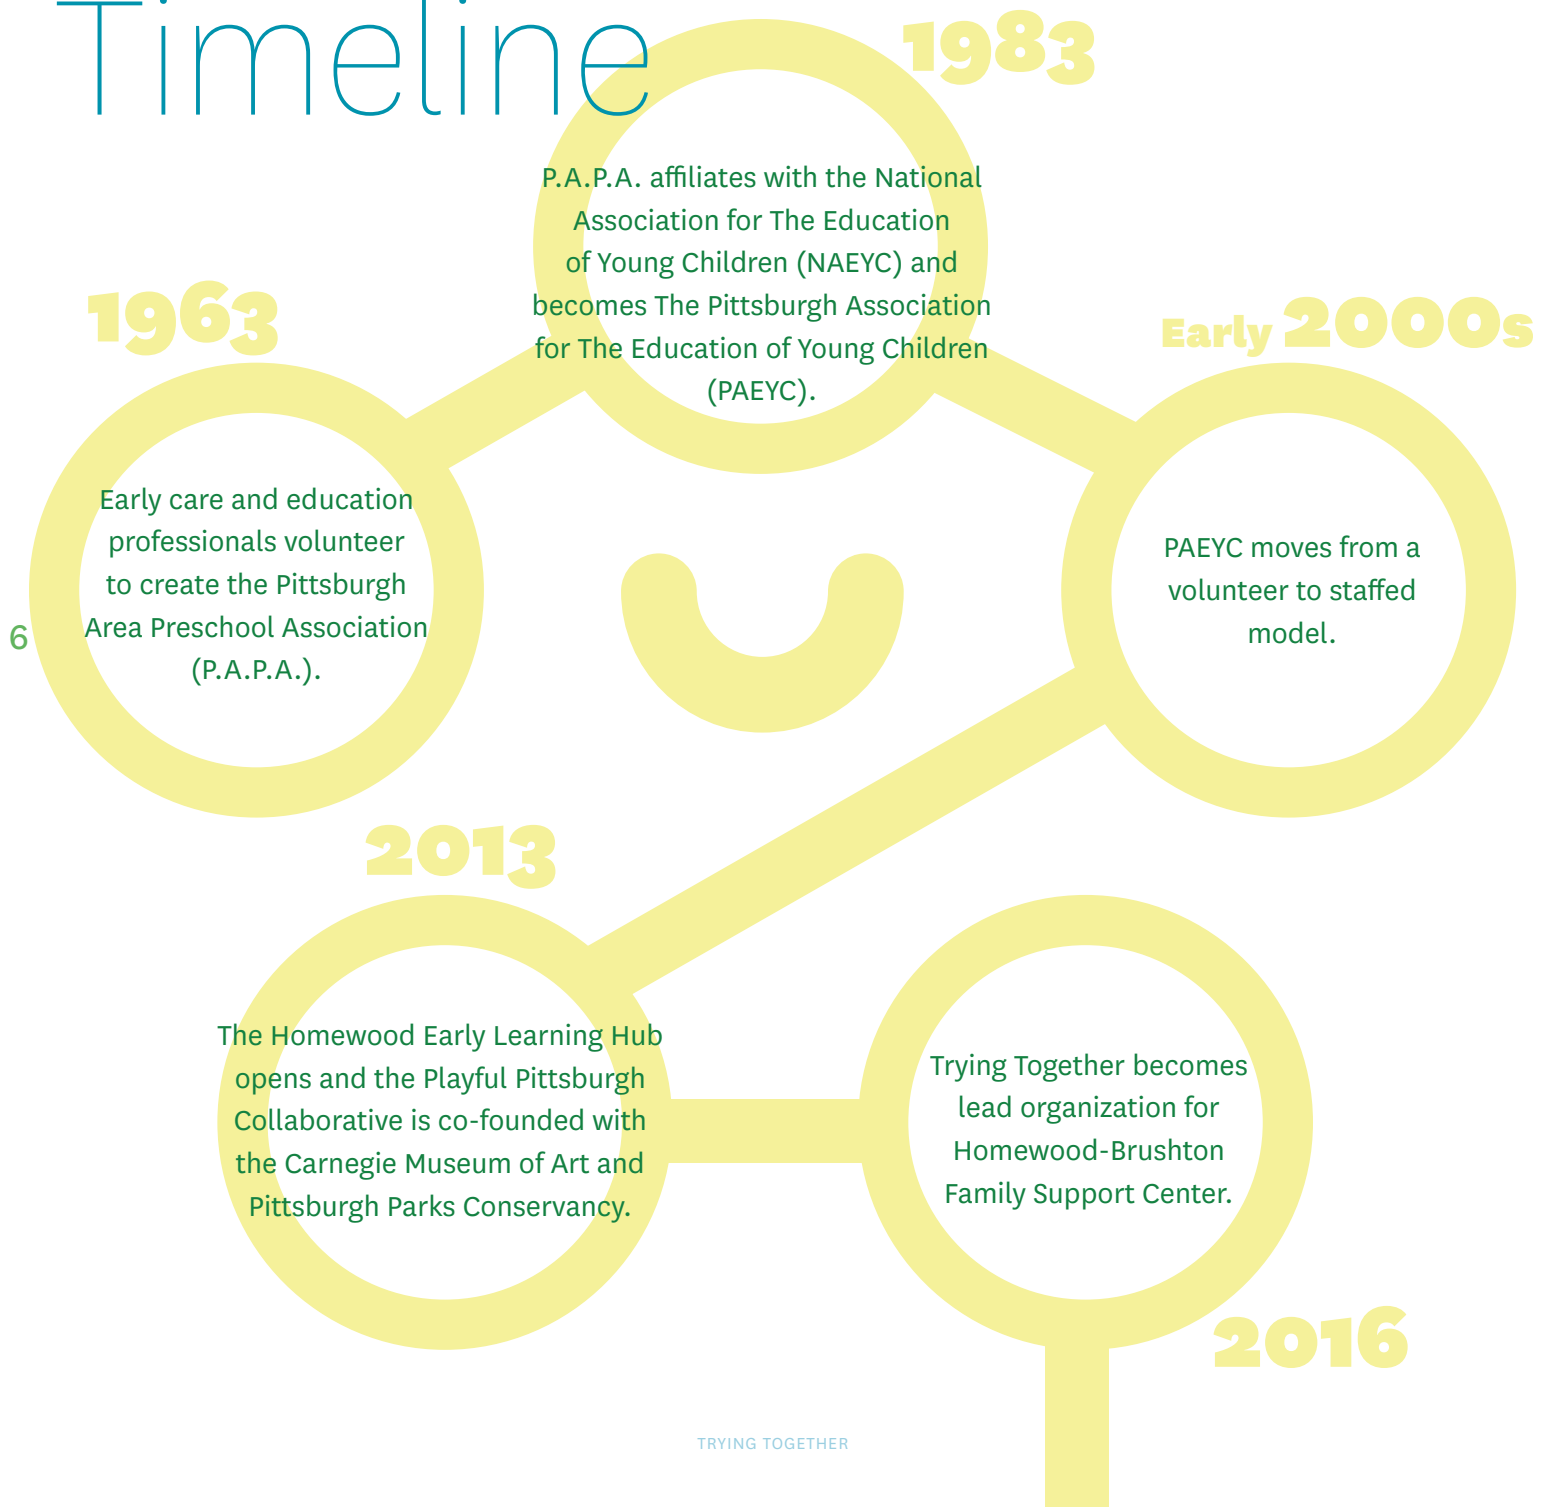 Timeline
1963
Early care and education
professionals volunteer
to create the Pittsburgh
Area Preschool Association
(P.A.P.A.).
1983
P.A.P.A. affiliates with the National
Association for The Education
of Young Children (NAEYC) and
becomes The Pittsburgh Association
for The Education of Young Children
(PAEYC).
Early 2000s
PAEYC moves from a
volunteer to staffed
model.
2013
The Homewood Early Learning Hub
opens and the Playful Pittsburgh
Collaborative is co-founded with
the Carnegie Museum of Art and
Pittsburgh Parks Conservancy.
Trying Together becomes
lead organization for
Homewood-Brushton
Family Support Center.
2016
6
TRYING TOGETHER